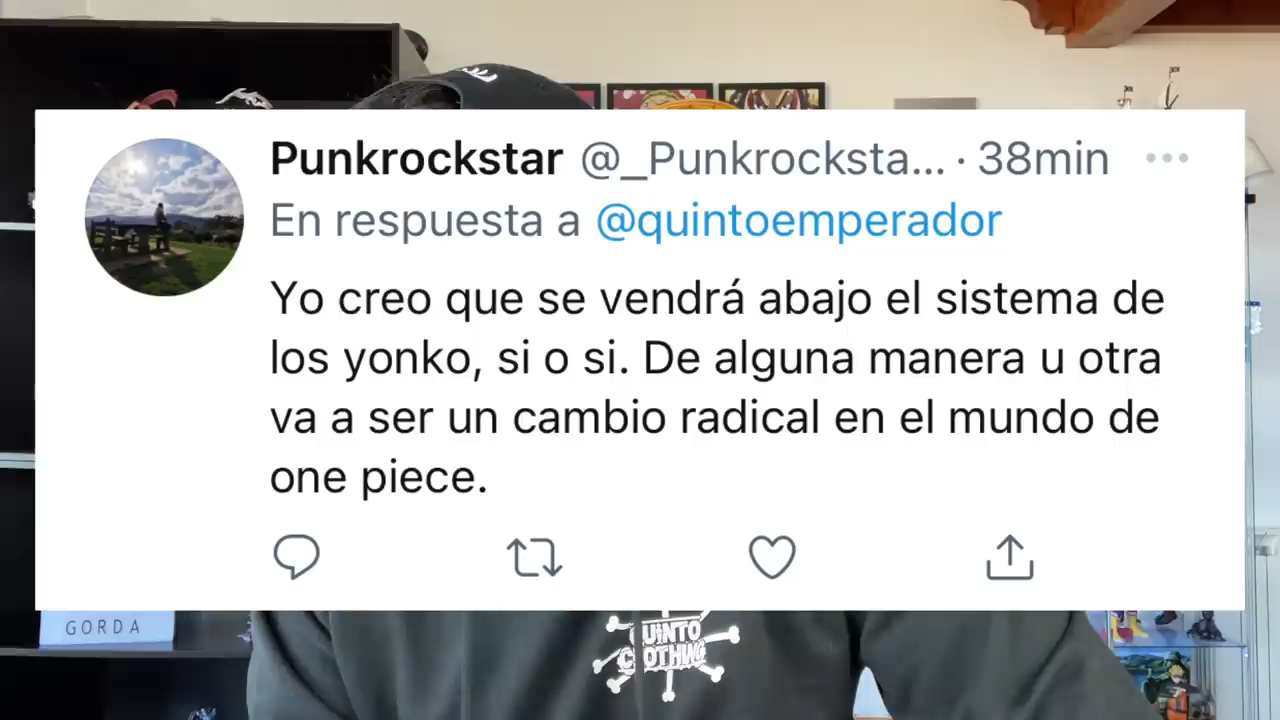 Punkrockstar @_Punkrocksta... · 38min
En respuesta a @quintoemperador
Yo creo que se vendrá abajo el sistema de
los yonko, si o si. De alguna manera u otra
va a ser un cambio radical en el mundo de
one piece.
GORDA
QUINTO
CLOTHING